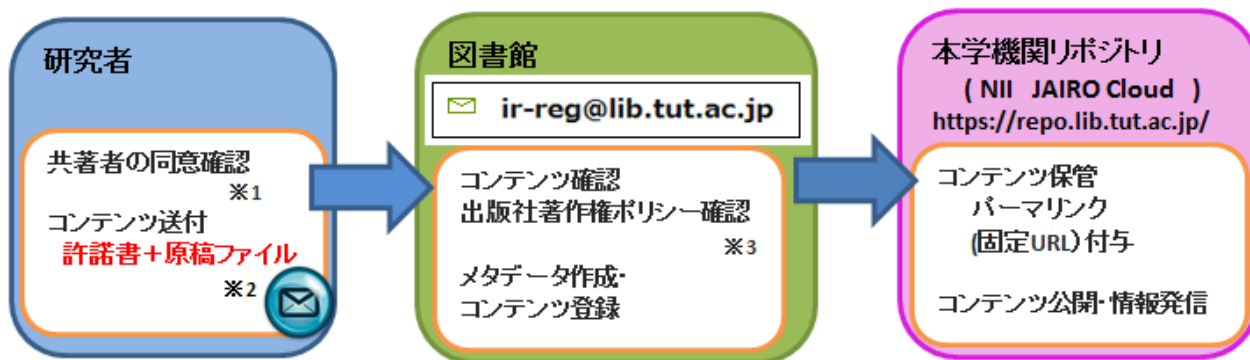 研究者
共著者の同意確認
※1
コンテンツ送付
許諾書+原稿ファイル
※2
図書館
ir-reg@lib.tut.ac.jp
コンテンツ確認
出版社著作権ポリシー確認
※3
メタデータ作成・
コンテンツ登録
本学機関リポジトリ
( NII JAIRO Cloud )
https://repo.lib.tut.ac.jp/
コンテンツ保管
パーマリンク
(固定URL)付与
コンテンツ公開・情報発信